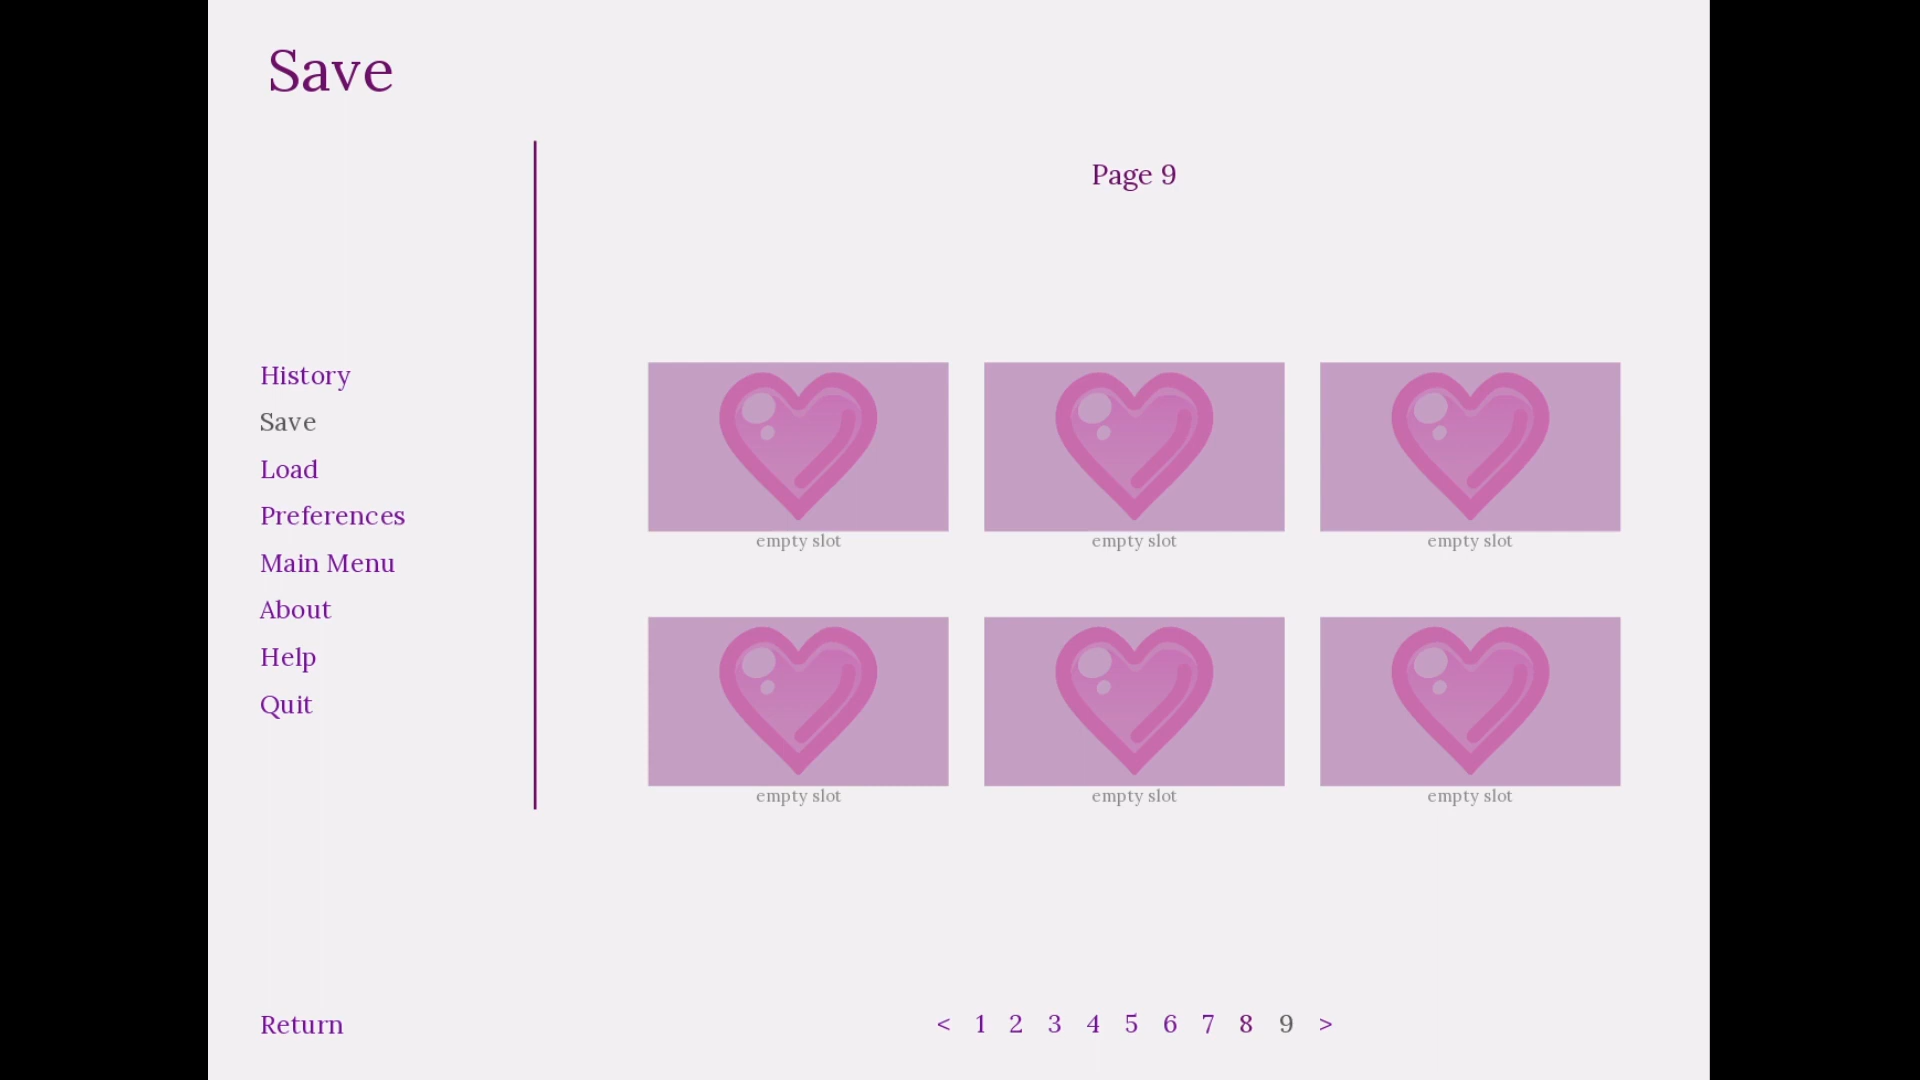 Save
Page 9
History
Save
Load
Preferences
Main Menu
About
Help
Quit
empty slot empty slot empty slot
empty slot empty slot empty slot
Return
< 1 2 3 4 5 6 7 8 9 >